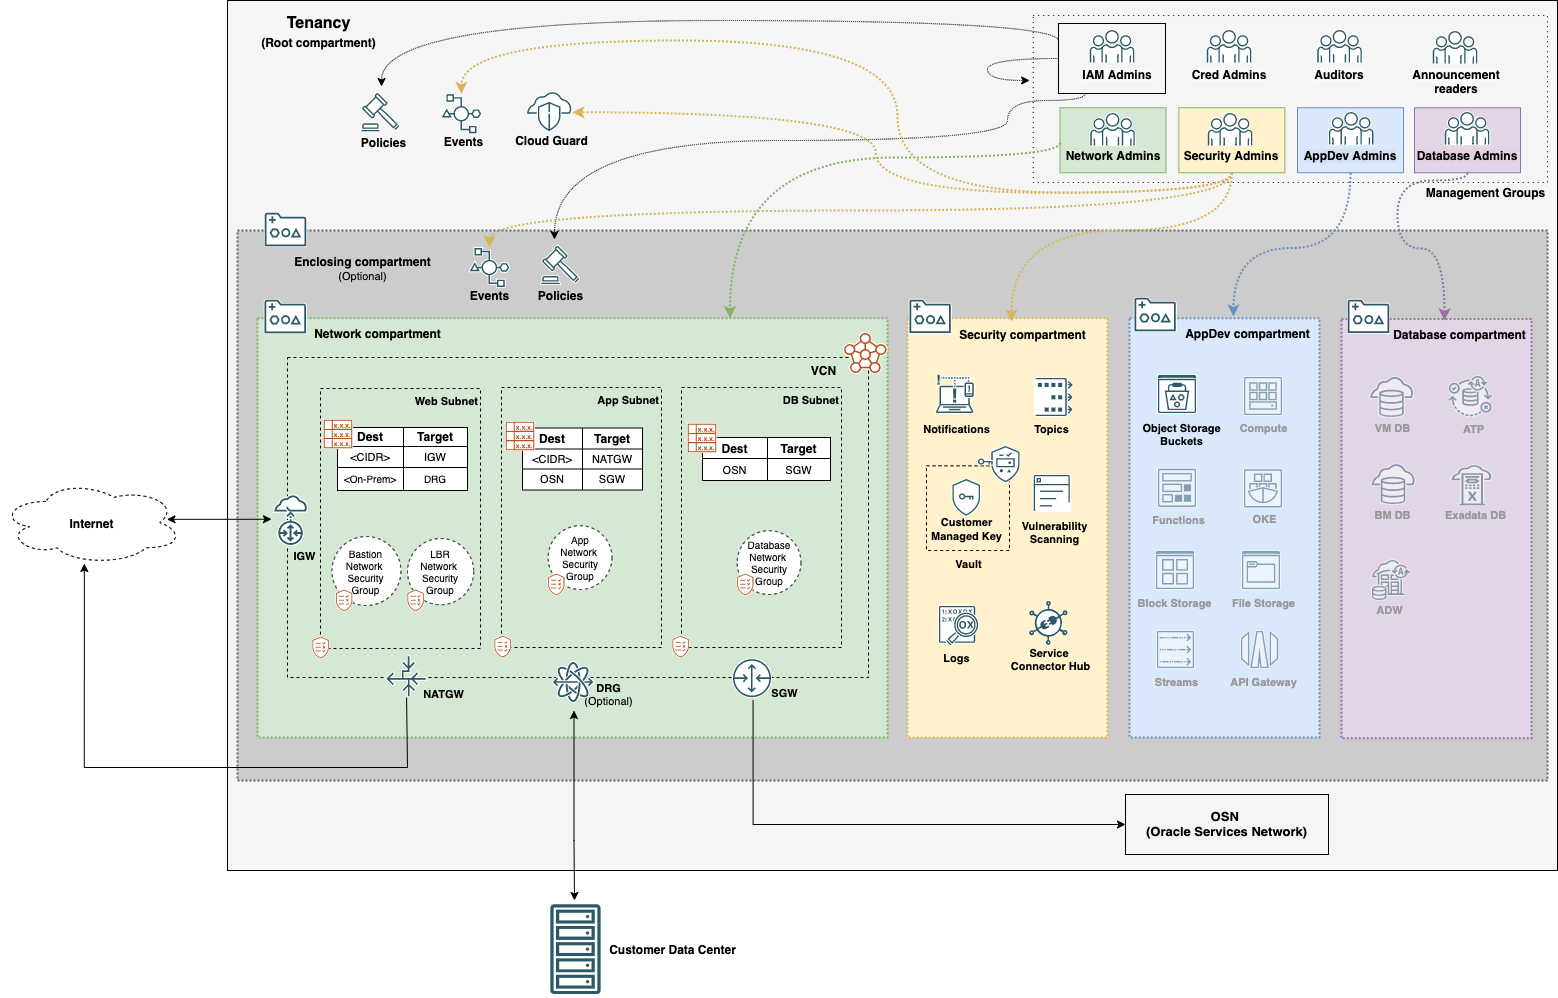 Tenancy
(Root compartment)
IAM Admins
Cred Admins
Auditors
Announcement
readers
Policies
Events
Cloud Guard
Network Admins
Security Admins
AppDev Admins
Database Admins
Management Groups
Enclosing compartment
(Optional)
Events
Policies
Network compartment
VCN
Web Subnet
Dest
Target
<CIDR>
IGW
<On-Prem>
DRG
App Subnet
Dest
Target
<CIDR>
NATGW
OSN
SGW
DB Subnet
Dest
Target
OSN
SGW
Internet
IGW
Bastion
Network
Security
Group
LBR
Network
Security
Group
App
Network
Security
Group
Database
Network
Security
Group
NATGW
DRG
(Optional)
SGW
Security compartment
Notifications
Topics
Customer
Managed Key
Vault
Vulnerability
Scanning
Logs
Service
Connector Hub
AppDev compartment
Object Storage
Buckets
Compute
Functions
OKE
Block Storage
File Storage
Streams
API Gateway
Database compartment
VM DB
ATP
BM DB
X
Exadata DB
ADW
OSN
(Oracle Services Network)
Customer Data Center